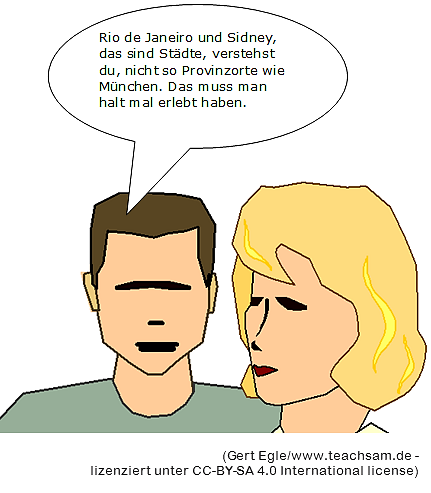 Rio de Janeiro und Sidney,
das sind Städte, verstehst
du, nicht so Provinzorte wie
München. Das muss man
halt mal erlebt haben.
(Gert Egle/www.teachsam.de -
lizenziert unter CC-BY-SA 4.0 International license)